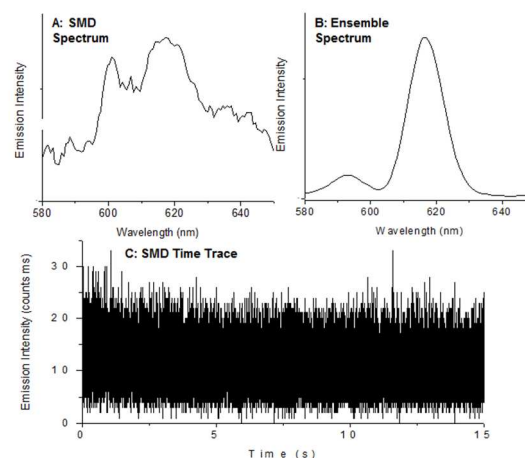 A: SMD
Spectrum
Emission Intensity
580
600
620
640
Wavelength (nm)
B: Ensemble
Spectrum
Emission Intensity
580
600
620
640
Wavelength (nm)
C: SMD Time Trace
Emission Intensity (counts ms)
30
20
10
0
0
5
10
15
Time (s)